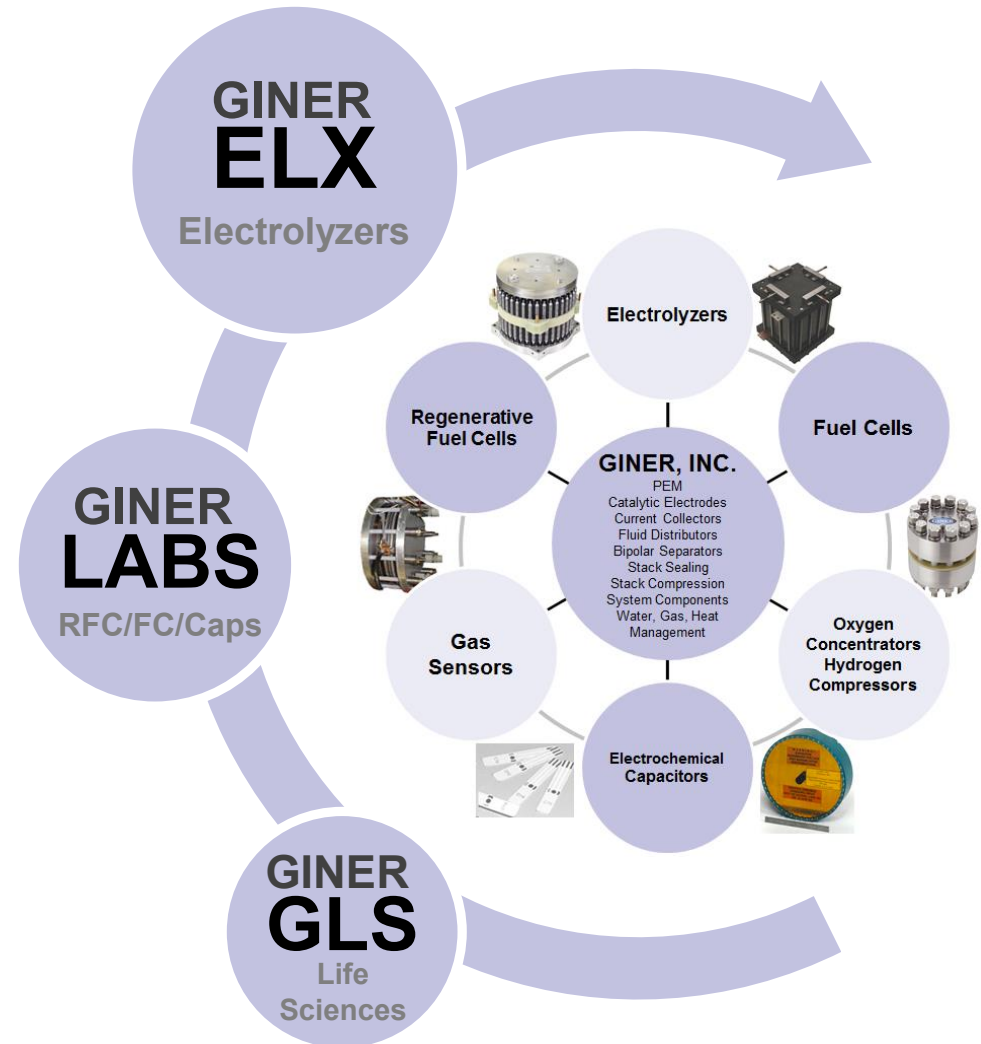 GINER
ELX
Electrolyzers
GINER
LABS
RFC/FC/Caps
GINER
GLS
Life
Sciences
Electrolyzers
Regenerative
Fuel Cells
Fuel Cells
GINER, INC.
PEM
Catalytic Electrodes
Current Collectors
Fluid Distributors
Bipolar Separators
Stack Sealing
Stack Compression
System Components
Water, Gas, Heat
Management
Gas
Sensors
Oxygen
Concentrators
Hydrogen
Compressors
Electrochemical
Capacitors